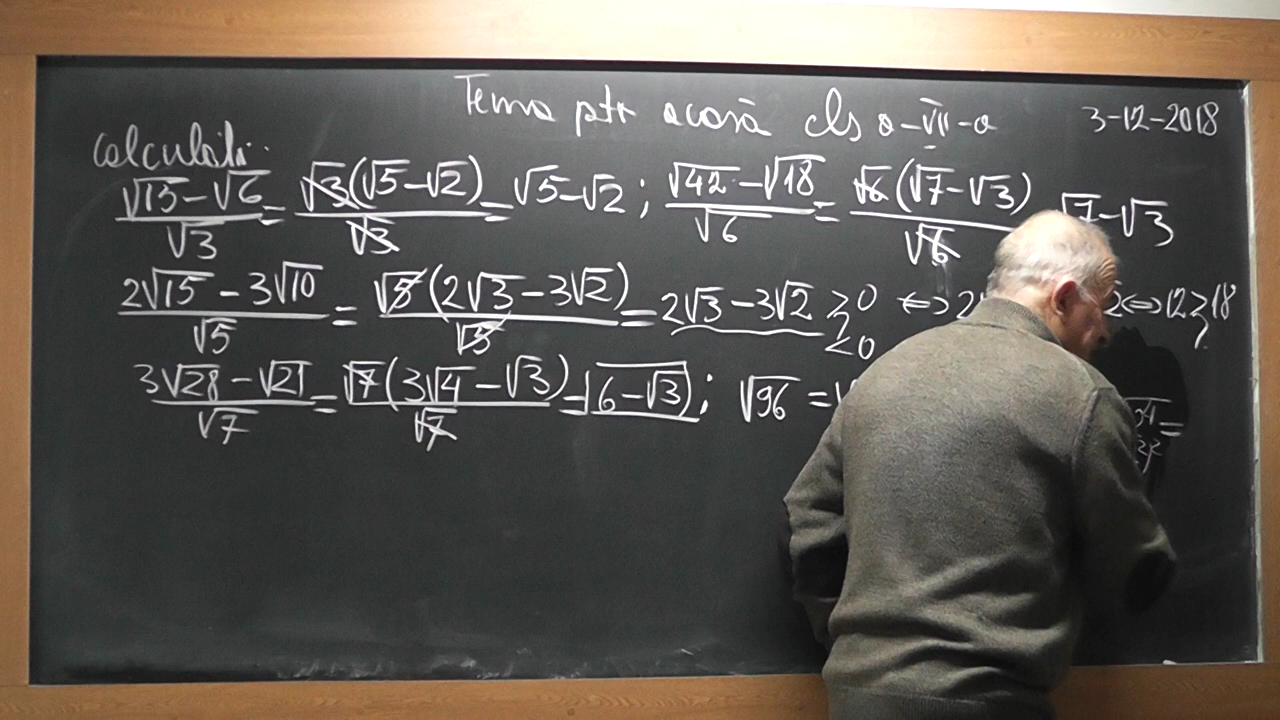 Tema ptr acasă cls a-VII-a 3-12-2018
Calculati:
(√15-√6)/√3 = √3(√5-√2)/√3 = √5-√2; (√42-√18)/√6 = √6(√7-√3)/√6 √7-√3
(2√15-3√10)/√5 = √5(2√3-3√2)/√5 = 2√3-3√2 >0 <0 ⇔ 2 2 ⇔ 12 > 18
(3√28-√21)/√7 = √7(3√4-√3)/√7 = 6-√3; √96 = =